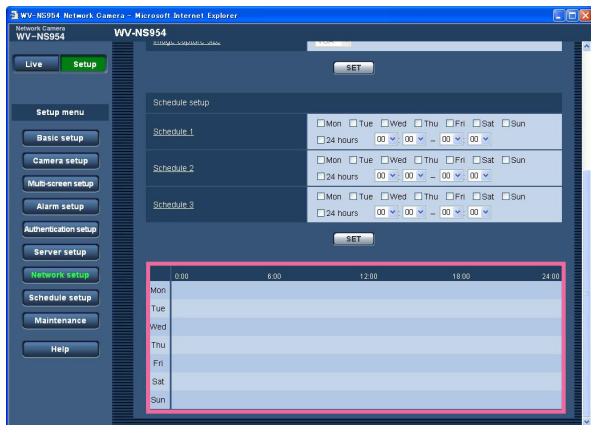 WV-NS954 Network Camera - Microsoft Internet Explorer
Network Camera
WV-NS954
WV-NS954
Live Setup
Image capture size VGA
SET
Setup menu
Schedule setup
Basic setup
Schedule 1
Mon Tue Wed Thu Fri Sat Sun
24 hours 00 : 00 – 00 : 00
Camera setup
Schedule 2
Mon Tue Wed Thu Fri Sat Sun
24 hours 00 : 00 – 00 : 00
Multi-screen setup
Alarm setup
Schedule 3
Mon Tue Wed Thu Fri Sat Sun
24 hours 00 : 00 – 00 : 00
Authentication setup
SET
Server setup
Network setup
Schedule setup
Maintenance
Help
0:00 6:00 12:00 18:00 24:00
Mon
Tue
Wed
Thu
Fri
Sat
Sun